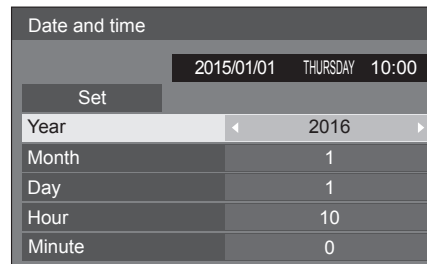 Date and time
2015/01/01 THURSDAY 10:00
Set
Year 2016
Month 1
Day 1
Hour 10
Minute 0